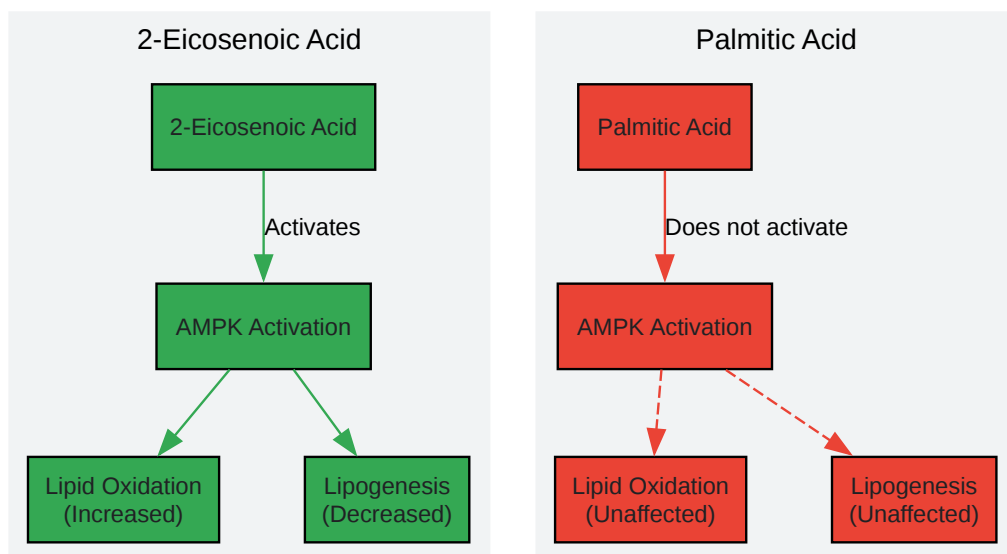 2-Eicosenoic Acid
2-Eicosenoic Acid
Activates
AMPK Activation
Lipid Oxidation
(Increased)
Lipogenesis
(Decreased)
Palmitic Acid
Palmitic Acid
Does not activate
AMPK Activation
Lipid Oxidation
(Unaffected)
Lipogenesis
(Unaffected)